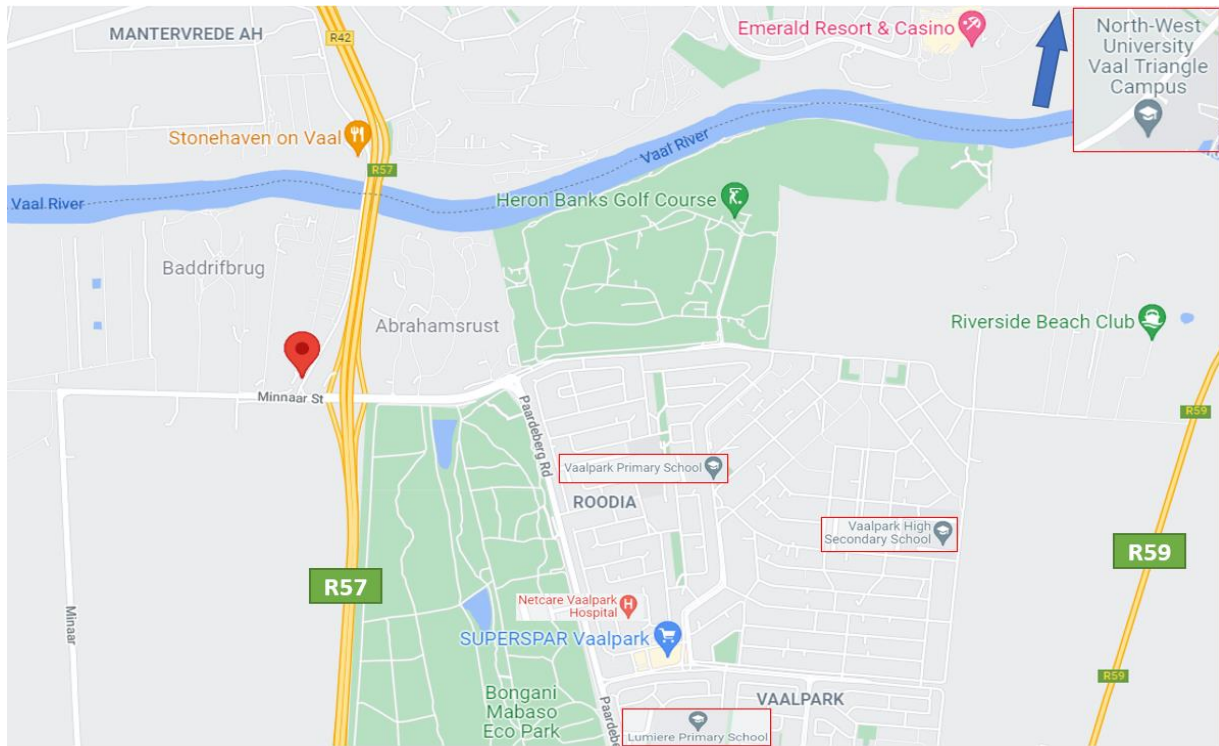 MANTERVREDE AH
R42
Emerald Resort & Casino
North-West
University
Vaal Triangle
Campus
Stonehaven on Vaal
R57
Vaal River
Vaal River
Heron Banks Golf Course
Baddrifbrug
Abrahamsrust
Riverside Beach Club
Minnaar St
R59
Paardeberg Rd
Vaalpark Primary School
ROODIA
Vaalpark High
Secondary School
R57
R59
Netcare Vaalpark
Hospital
Minaar
SUPERSPAR Vaalpark
R59
Bongani
Mabaso
Eco Park
Paardebe
VAALPARK
Lumiere Primary School